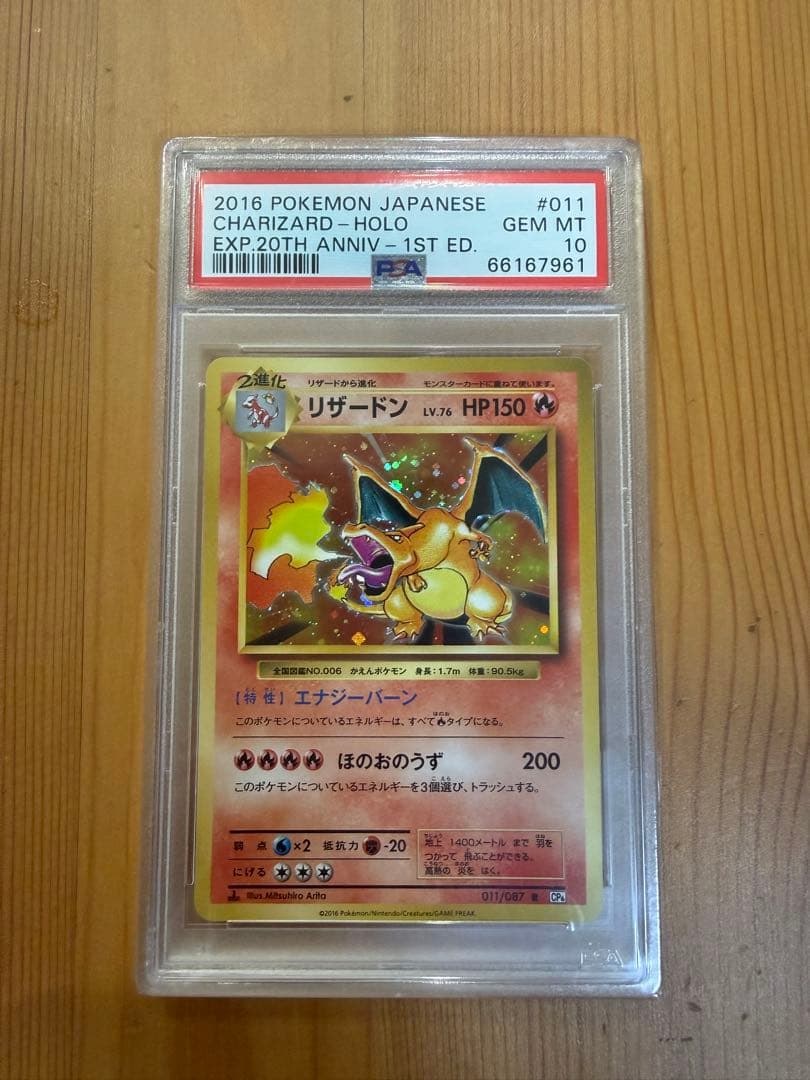 2016 POKEMON JAPANESE #011
CHARIZARD-HOLO GEM MT
EXP.20TH ANNIV-1ST ED. 10
PSA 66167961
2進化 リザードから進化 モンスターカードに重ねて使います。
リザードン LV.76 HP150
全国図鑑NO.006 かえんポケモン 身長:1.7m 体重:90.5kg
[特性] エナジーバーン
このポケモンについているエネルギーは、すべてタイプになる。
ほのおのうず 200
このポケモンについているエネルギーを3個選び、トラッシュする。
弱点 ×2 抵抗力 -20
にげる
地上 1400メートル まで 羽を
つかって 飛ぶことができる。
高熱の 炎を はく。
Illus.Mitsuhiro Arita 011/087 R CP6
©2016 Pokémon/Nintendo/Creatures/GAME FREAK.
PSA